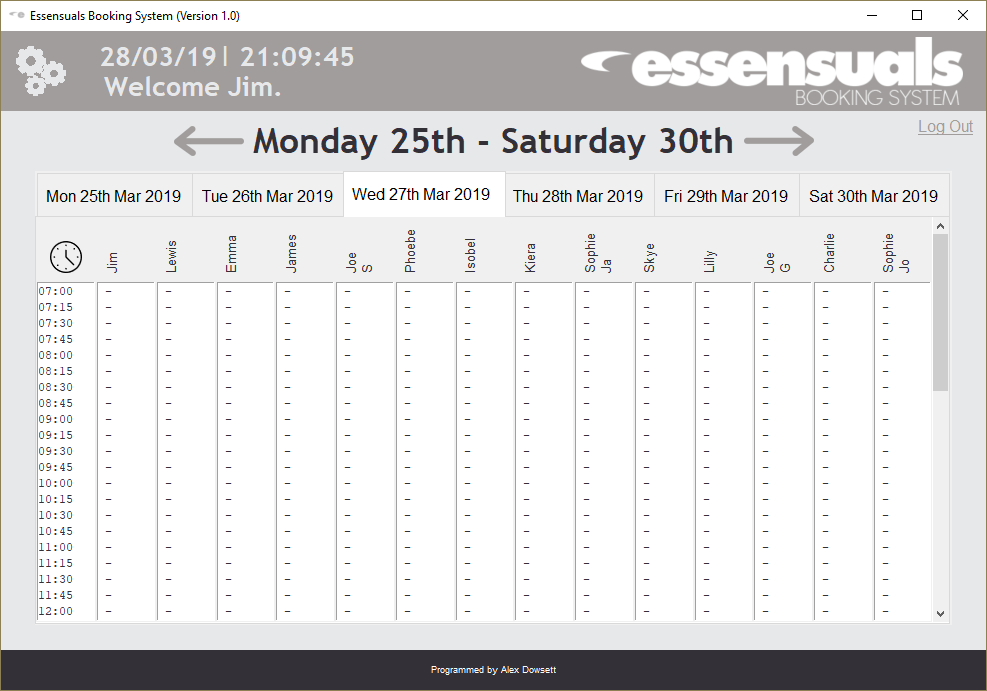 Essensuals Booking System (Version 1.0)
28/03/19| 21:09:45
Welcome Jim.
essensuals
BOOKING SYSTEM
Log Out
Monday 25th - Saturday 30th
Mon 25th Mar 2019 Tue 26th Mar 2019 Wed 27th Mar 2019 Thu 28th Mar 2019 Fri 29th Mar 2019 Sat 30th Mar 2019
Jim Lewis Emma James Joe S Phoebe Isobel Kiera Sophie Ja Skye Lilly Joe G Charlie Sophie Jo
07:00 - - - - - - - - - - - - - -
07:15 - - - - - - - - - - - - - -
07:30 - - - - - - - - - - - - - -
07:45 - - - - - - - - - - - - - -
08:00 - - - - - - - - - - - - - -
08:15 - - - - - - - - - - - - - -
08:30 - - - - - - - - - - - - - -
08:45 - - - - - - - - - - - - - -
09:00 - - - - - - - - - - - - - -
09:15 - - - - - - - - - - - - - -
09:30 - - - - - - - - - - - - - -
09:45 - - - - - - - - - - - - - -
10:00 - - - - - - - - - - - - - -
10:15 - - - - - - - - - - - - - -
10:30 - - - - - - - - - - - - - -
10:45 - - - - - - - - - - - - - -
11:00 - - - - - - - - - - - - - -
11:15 - - - - - - - - - - - - - -
11:30 - - - - - - - - - - - - - -
11:45 - - - - - - - - - - - - - -
12:00 - - - - - - - - - - - - - -
Programmed by Alex Dowsett